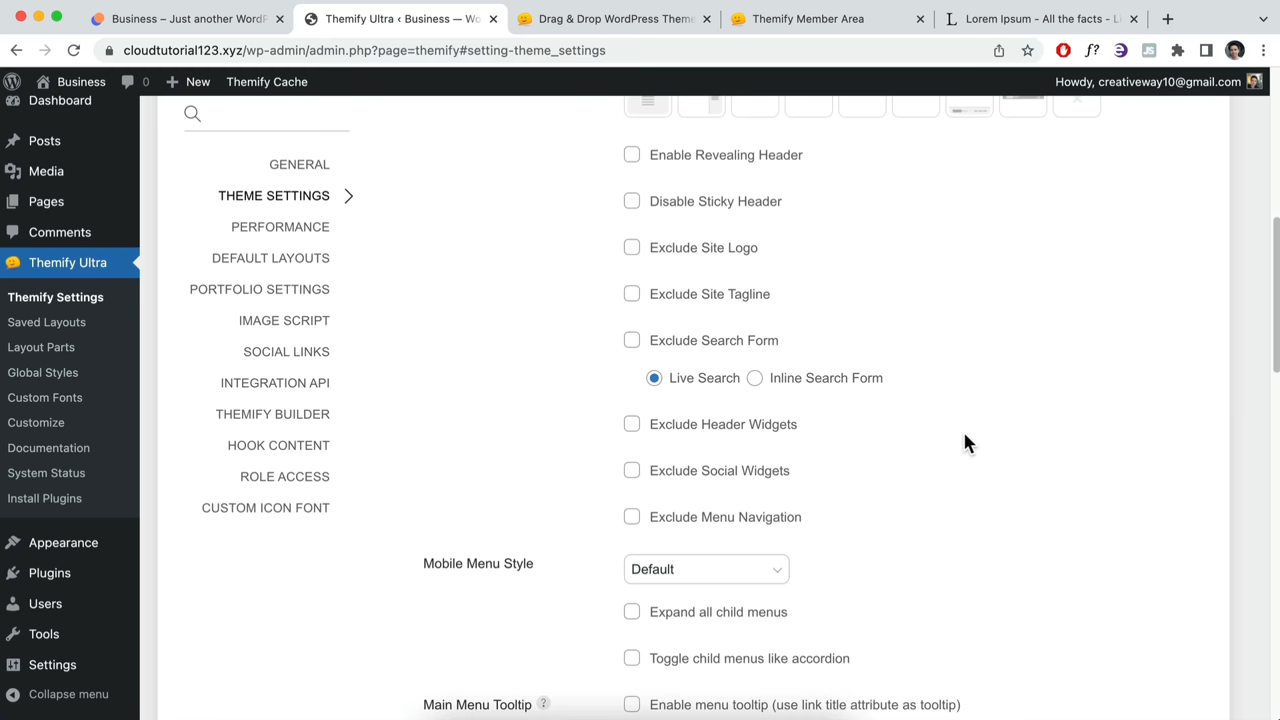 Business – Just another WordP
Themify Ultra ‹ Business — Wo
Drag & Drop WordPress Theme
Themify Member Area
Lorem Ipsum - All the facts - Li
cloudtutorial123.xyz/wp-admin/admin.php?page=themify#setting-theme_settings
Business 0 New Themify Cache Howdy, creativeway10@gmail.com
Dashboard
Posts
Media
Pages
Comments
Themify Ultra
Themify Settings
Saved Layouts
Layout Parts
Global Styles
Custom Fonts
Customize
Documentation
System Status
Install Plugins
Appearance
Plugins
Users
Tools
Settings
Collapse menu
GENERAL
THEME SETTINGS
PERFORMANCE
DEFAULT LAYOUTS
PORTFOLIO SETTINGS
IMAGE SCRIPT
SOCIAL LINKS
INTEGRATION API
THEMIFY BUILDER
HOOK CONTENT
ROLE ACCESS
CUSTOM ICON FONT
Enable Revealing Header
Disable Sticky Header
Exclude Site Logo
Exclude Site Tagline
Exclude Search Form
Live Search Inline Search Form
Exclude Header Widgets
Exclude Social Widgets
Exclude Menu Navigation
Mobile Menu Style Default
Expand all child menus
Toggle child menus like accordion
Main Menu Tooltip ? Enable menu tooltip (use link title attribute as tooltip)